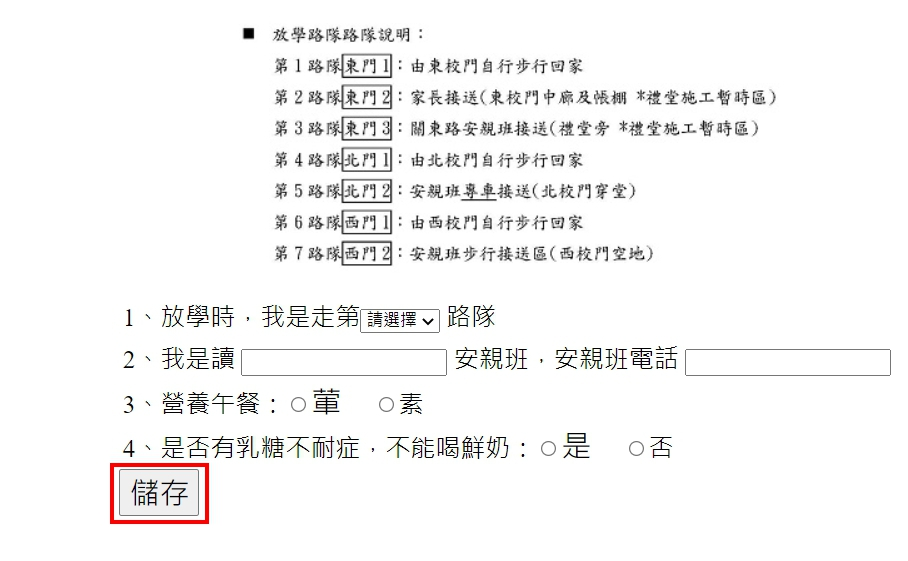 ■ 放學路隊路隊說明：
第1路隊東門1：由東校門自行步行回家
第2路隊東門2：家長接送(東校門中廊及帳棚 *禮堂施工暫時區)
第3路隊東門3：關東路安親班接送(禮堂旁 *禮堂施工暫時區)
第4路隊北門1：由北校門自行步行回家
第5路隊北門2：安親班專車接送(北校門穿堂)
第6路隊西門1：由西校門自行步行回家
第7路隊西門2：安親班步行接送區(西校門空地)
1、放學時，我是走第 請選擇 路隊
2、我是讀 安親班，安親班電話
3、營養午餐：○葷 ○素
4、是否有乳糖不耐症，不能喝鮮奶：○是 ○否
儲存